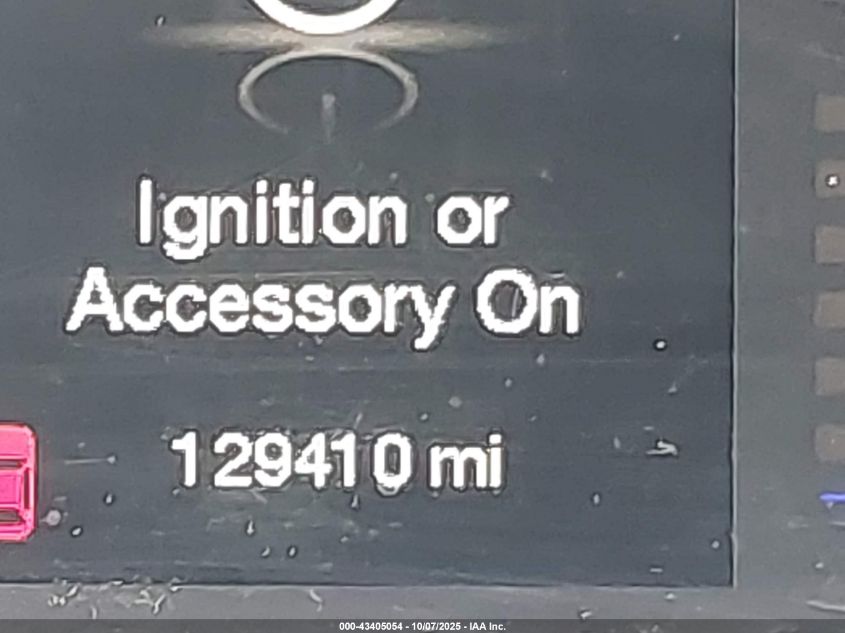 Ignition or
Accessory On
129410 mi
000-43405054 - 10/07/2025 - IAA Inc.